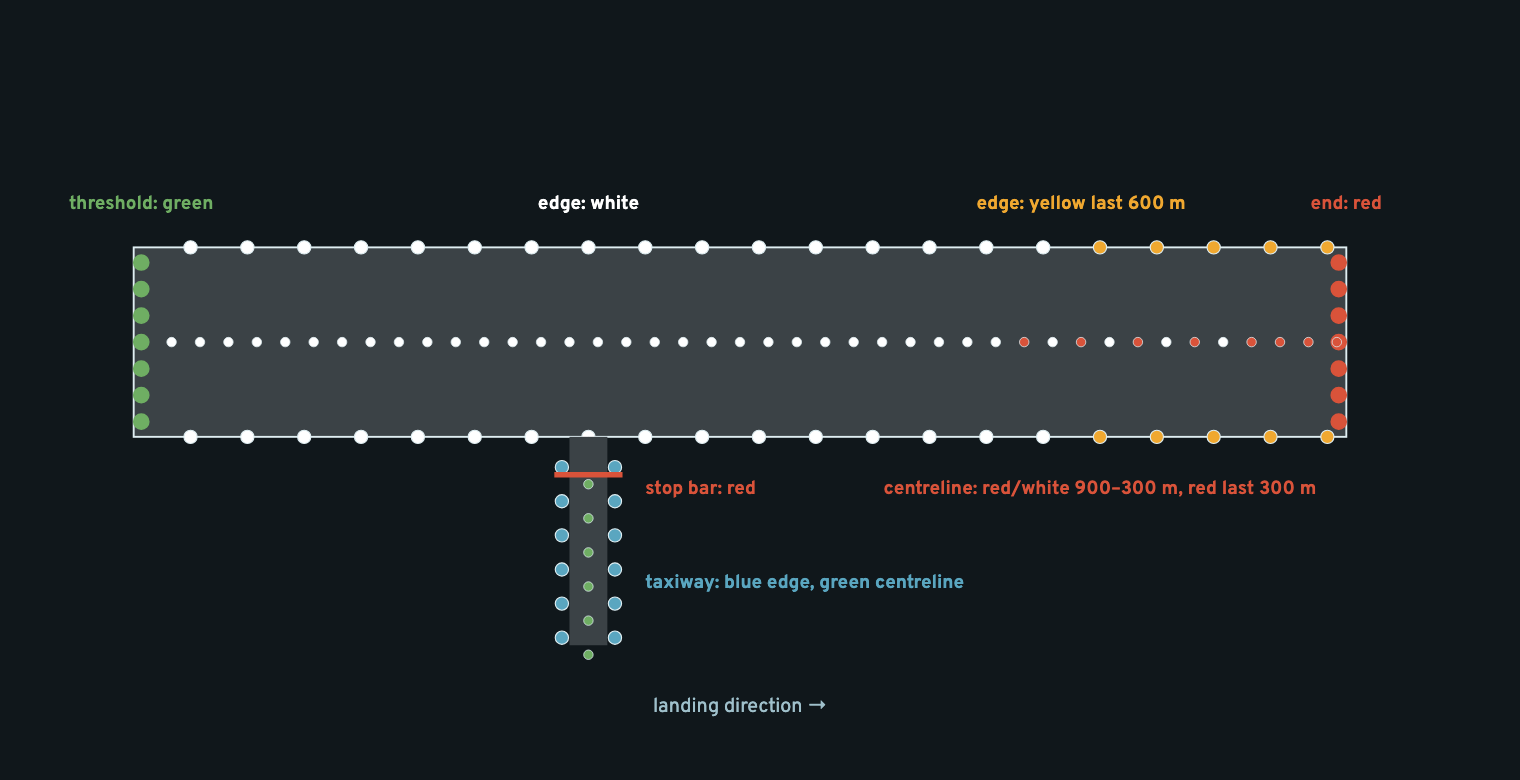 threshold: green
edge: white
edge: yellow last 600 m
end: red
stop bar: red
centreline: red/white 900–300 m, red last 300 m
taxiway: blue edge, green centreline
landing direction →